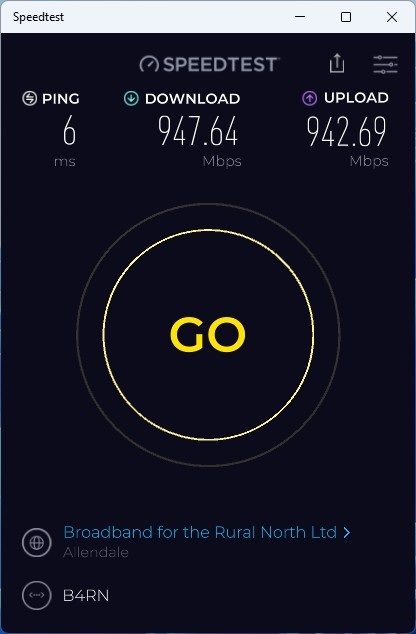 Speedtest
SPEEDTEST
PING DOWNLOAD UPLOAD
6 947.64 942.69
ms Mbps Mbps
GO
Broadband for the Rural North Ltd
Allendale
B4RN